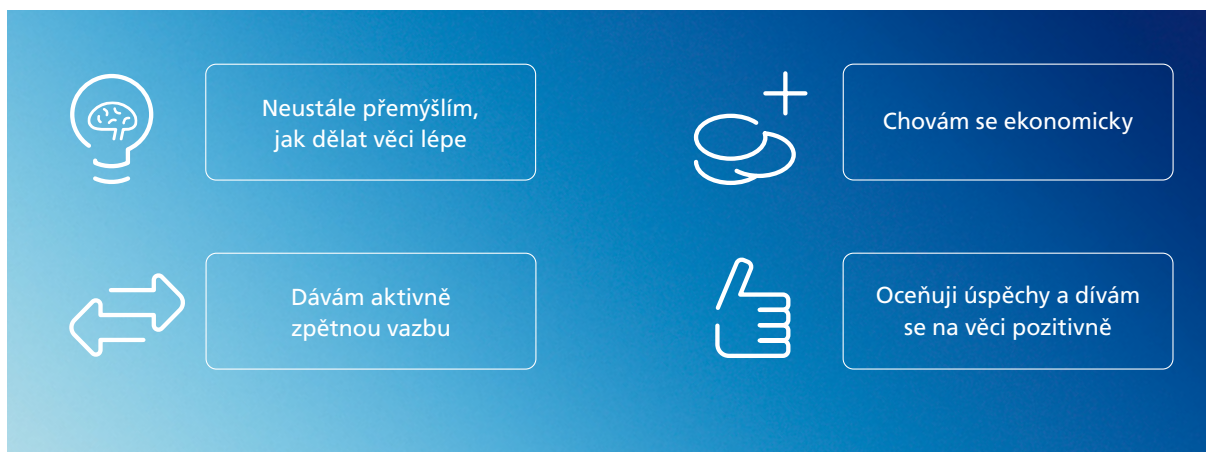 Neustále přemýšlím,
jak dělat věci lépe
Chovám se ekonomicky
Dávám aktivně
zpětnou vazbu
Oceňuji úspěchy a dívám
se na věci pozitivně